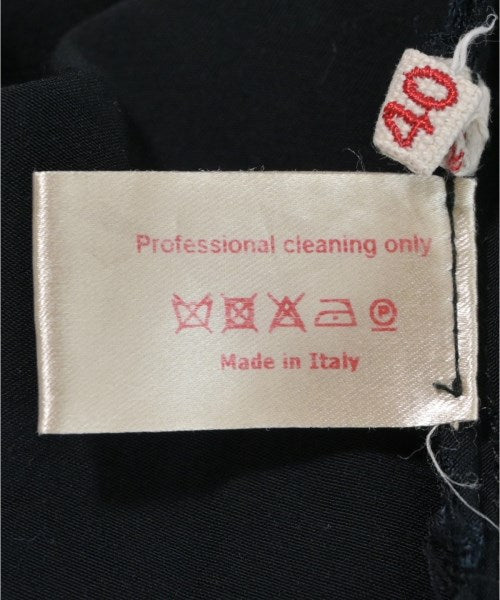 40
Professional cleaning only
P
Made in Italy